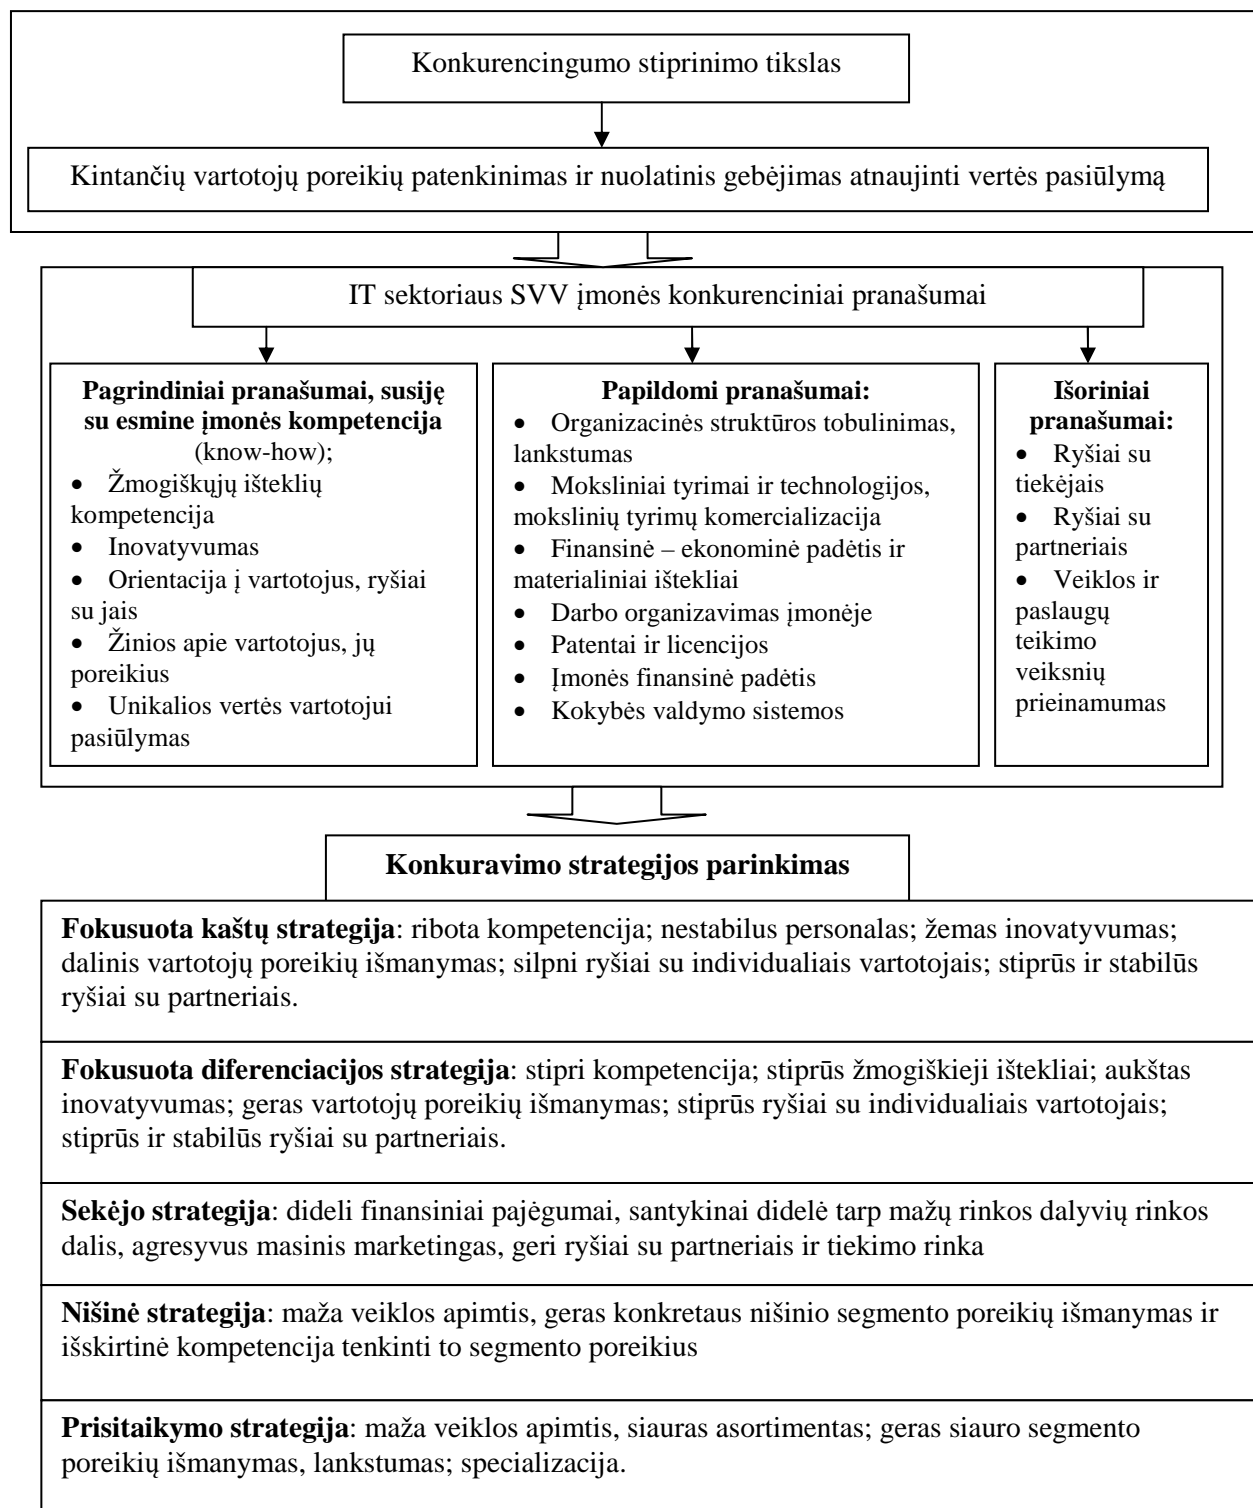 Konkurencingumo stiprinimo tikslas
Kintančių vartotojų poreikių patenkinimas ir nuolatinis gebėjimas atnaujinti vertės pasiūlymą
IT sektoriaus SVV įmonės konkurenciniai pranašumai
Pagrindiniai pranašumai, susiję
su esmine įmonės kompetencija
(know-how);
• Žmogiškųjų išteklių
kompetencija
• Inovatyvumas
• Orientacija į vartotojus, ryšiai
su jais
• Žinios apie vartotojus, jų
poreikius
• Unikalios vertės vartotojui
pasiūlymas
Papildomi pranašumai:
• Organizacinės struktūros tobulinimas,
lankstumas
• Moksliniai tyrimai ir technologijos,
mokslinių tyrimų komercializacija
• Finansinė – ekonominė padėtis ir
materialiniai ištekliai
• Darbo organizavimas įmonėje
• Patentai ir licencijos
• Įmonės finansinė padėtis
• Kokybės valdymo sistemos
Išoriniai
pranašumai:
• Ryšiai su
tiekėjais
• Ryšiai su
partneriais
• Veiklos ir
paslaugų
teikimo
veiksnių
prieinamumas
Konkuravimo strategijos parinkimas
Fokusuota kaštų strategija: ribota kompetencija; nestabilus personalas; žemas inovatyvumas;
dalinis vartotojų poreikių išmanymas; silpni ryšiai su individualiais vartotojais; stiprūs ir stabilūs
ryšiai su partneriais.
Fokusuota diferenciacijos strategija: stipri kompetencija; stiprūs žmogiškieji ištekliai; aukštas
inovatyvumas; geras vartotojų poreikių išmanymas; stiprūs ryšiai su individualiais vartotojais;
stiprūs ir stabilūs ryšiai su partneriais.
Sekėjo strategija: dideli finansiniai pajėgumai, santykinai didelė tarp mažų rinkos dalyvių rinkos
dalis, agresyvus masinis marketingas, geri ryšiai su partneriais ir tiekimo rinka
Nišinė strategija: maža veiklos apimtis, geras konkretaus nišinio segmento poreikių išmanymas ir
išskirtinė kompetencija tenkinti to segmento poreikius
Prisitaikymo strategija: maža veiklos apimtis, siauras asortimentas; geras siauro segmento
poreikių išmanymas, lankstumas; specializacija.